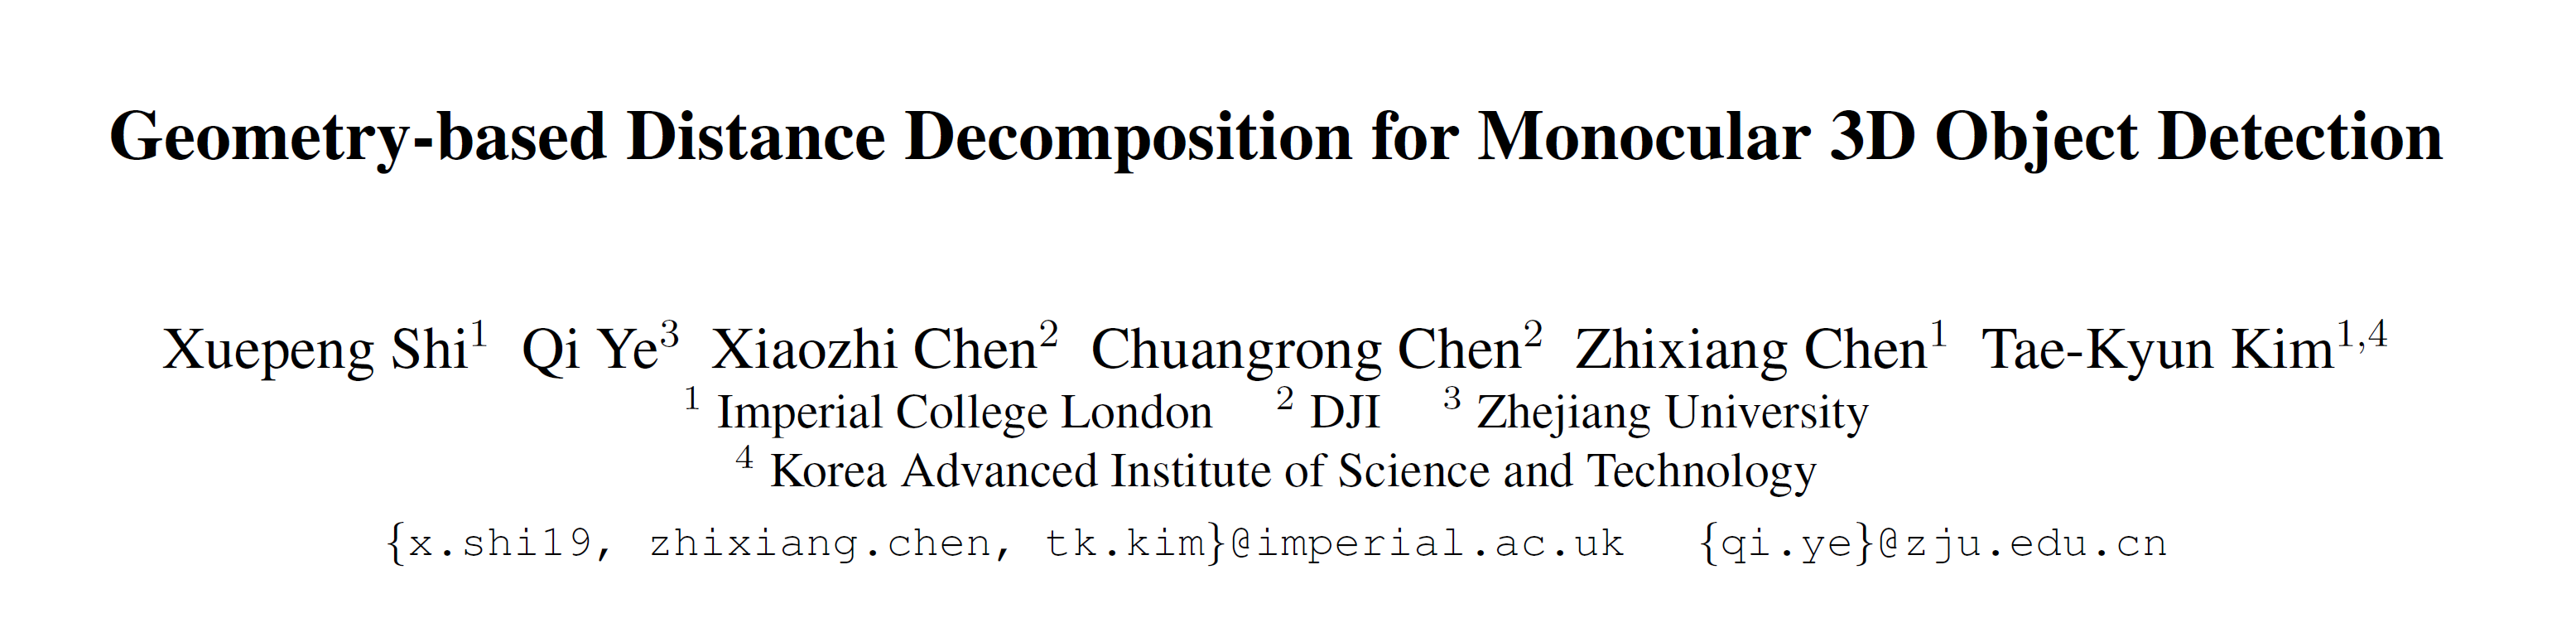 Geometry-based Distance Decomposition for Monocular 3D Object Detection
Xuepeng Shi1 Qi Ye3 Xiaozhi Chen2 Chuangrong Chen2 Zhixiang Chen1 Tae-Kyun Kim1,4
1 Imperial College London 2 DJI 3 Zhejiang University
4 Korea Advanced Institute of Science and Technology
{x.shi19, zhixiang.chen, tk.kim}@imperial.ac.uk {qi.ye}@zju.edu.cn